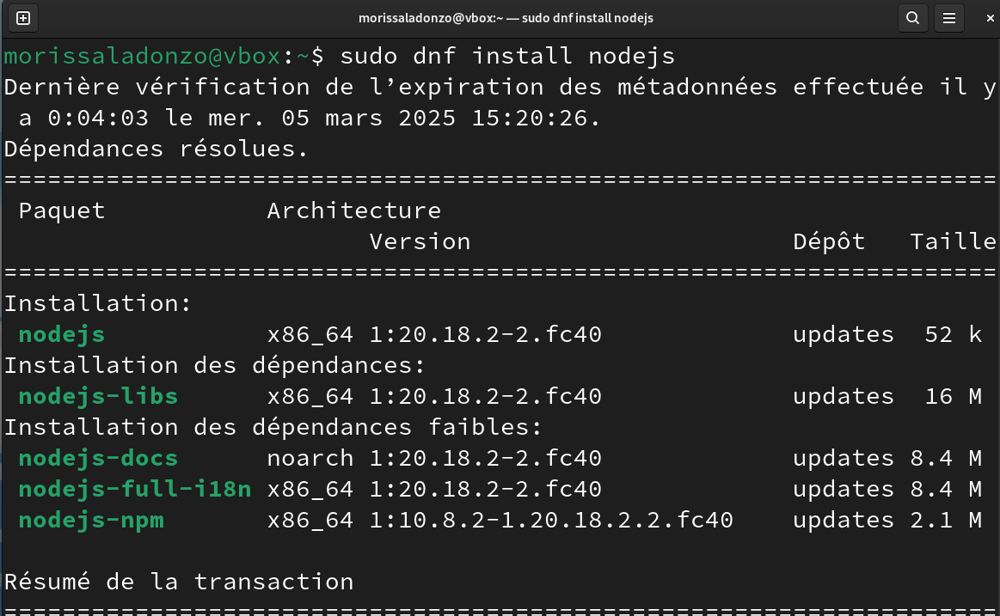 morissaladonzo@vbox:~ — sudo dnf install nodejs
morissaladonzo@vbox:~$ sudo dnf install nodejs
Dernière vérification de l’expiration des métadonnées effectuée il y
 a 0:04:03 le mer. 05 mars 2025 15:20:26.
Dépendances résolues.
====================================================================
 Paquet           Architecture
                         Version                      Dépôt   Taille
====================================================================
Installation:
 nodejs           x86_64 1:20.18.2-2.fc40             updates  52 k
Installation des dépendances:
 nodejs-libs      x86_64 1:20.18.2-2.fc40             updates  16 M
Installation des dépendances faibles:
 nodejs-docs      noarch 1:20.18.2-2.fc40             updates 8.4 M
 nodejs-full-i18n x86_64 1:20.18.2-2.fc40             updates 8.4 M
 nodejs-npm       x86_64 1:10.8.2-1.20.18.2.2.fc40    updates 2.1 M
Résumé de la transaction
====================================================================